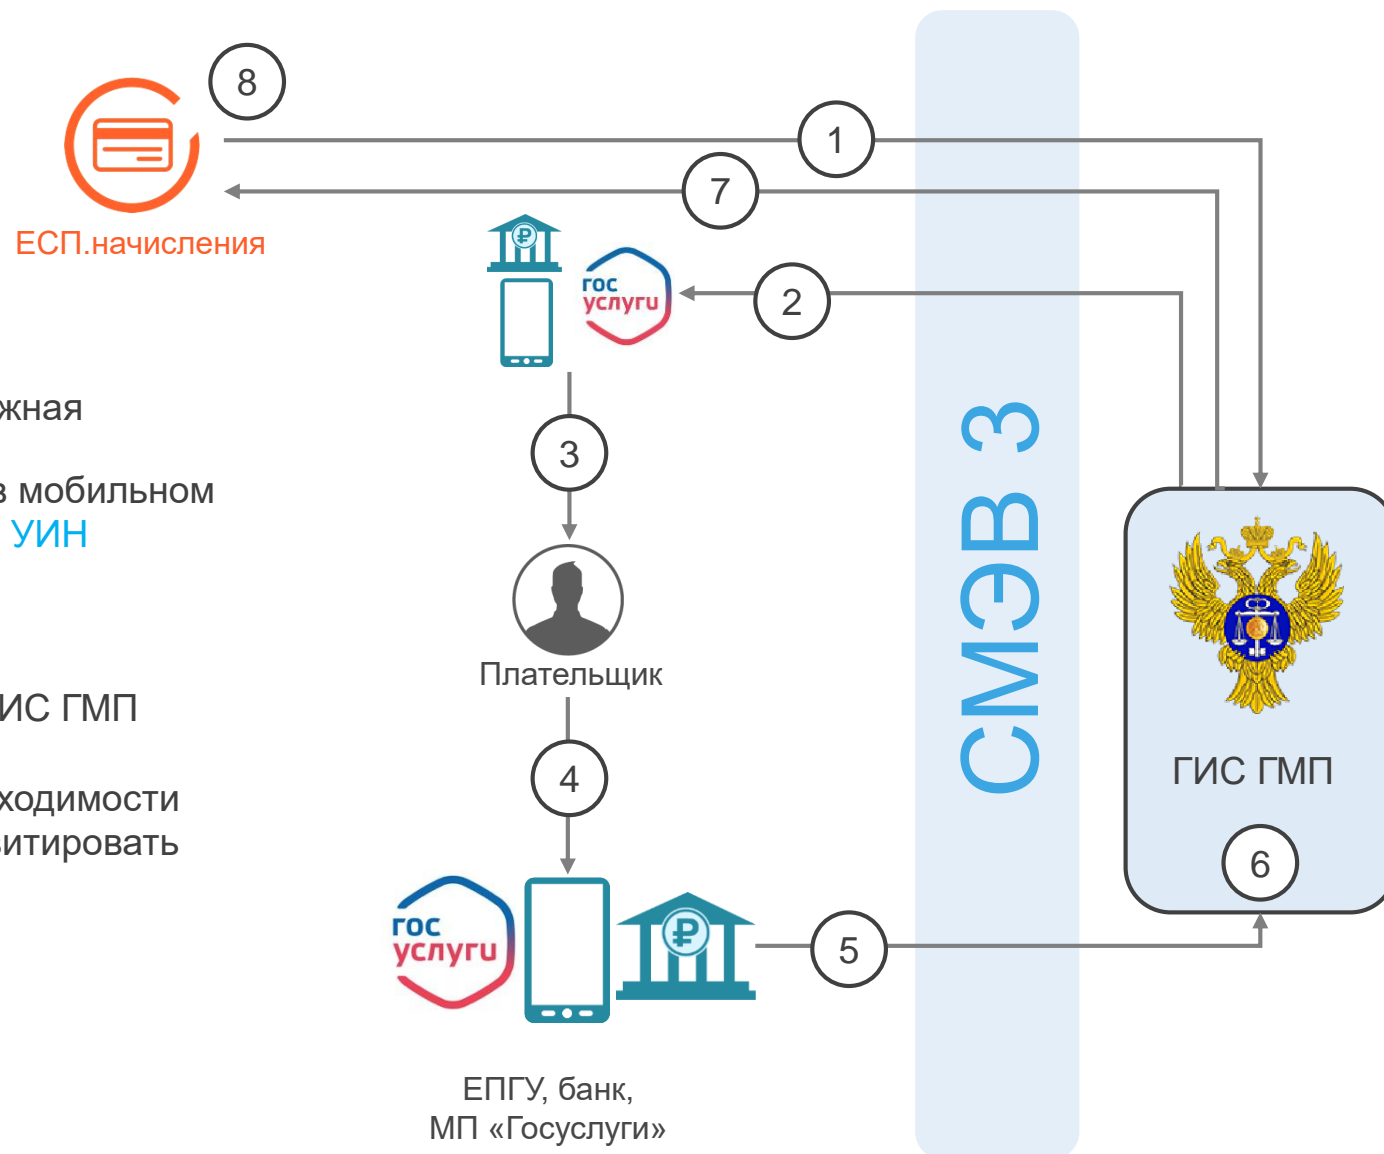 8
1
7
ЕСП.начисления
2
гос
услуги
3
жная
в мобильном
УИН
СМЭВ 3
Плательщик
ИС ГМП
ГИС ГМП
4
ходимости
витировать
6
гос
услуги
5
ЕПГУ, банк,
МП «Госуслуги»